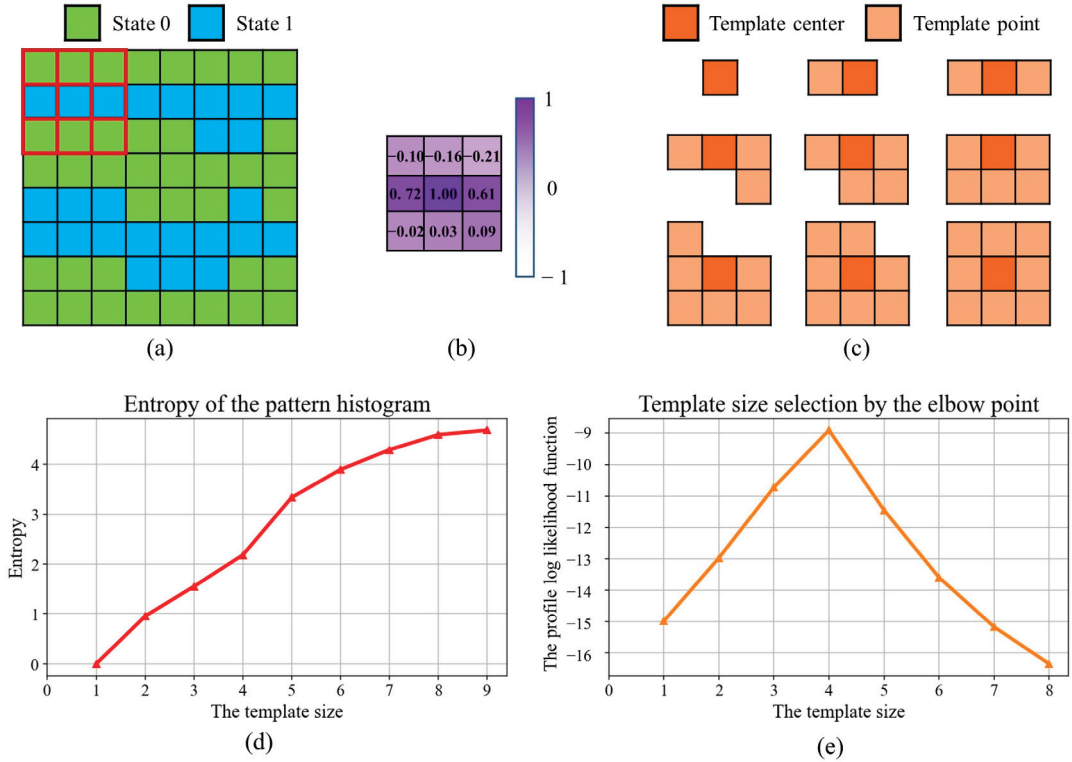 State 0
State 1
Template center
Template point
1
0
−1
−0.10 −0.16 −0.21
0. 72 1.00 0.61
−0.02 0.03 0.09
(a)
(b)
(c)
Entropy of the pattern histogram
Entropy
4
3
2
1
0
0 1 2 3 4 5 6 7 8 9
The template size
(d)
Template size selection by the elbow point
The profile log likelihood function
−9
−10
−11
−12
−13
−14
−15
−16
0 1 2 3 4 5 6 7 8
The template size
(e)